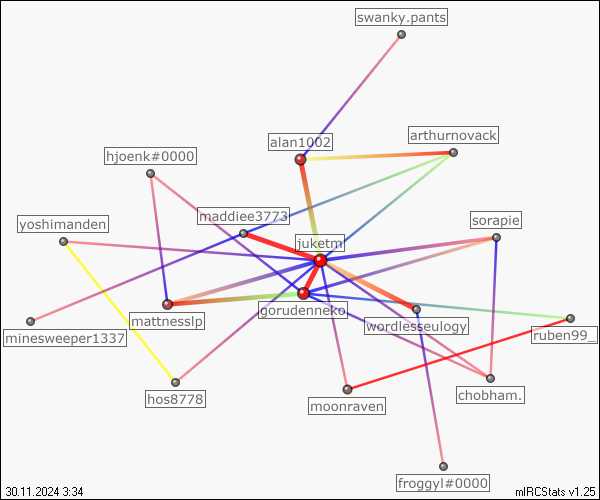 swanky.pants
arthurnovack
alan1002
hjoenk#0000
maddiee3773
sorapie
yoshimanden
juketm
gorudenneko
mattnesslp
wordlesseulogy
minesweeper1337
ruben99_
hos8778
chobham.
moonraven
froggyl#0000
30.11.2024 3:34
mIRCStats v1.25